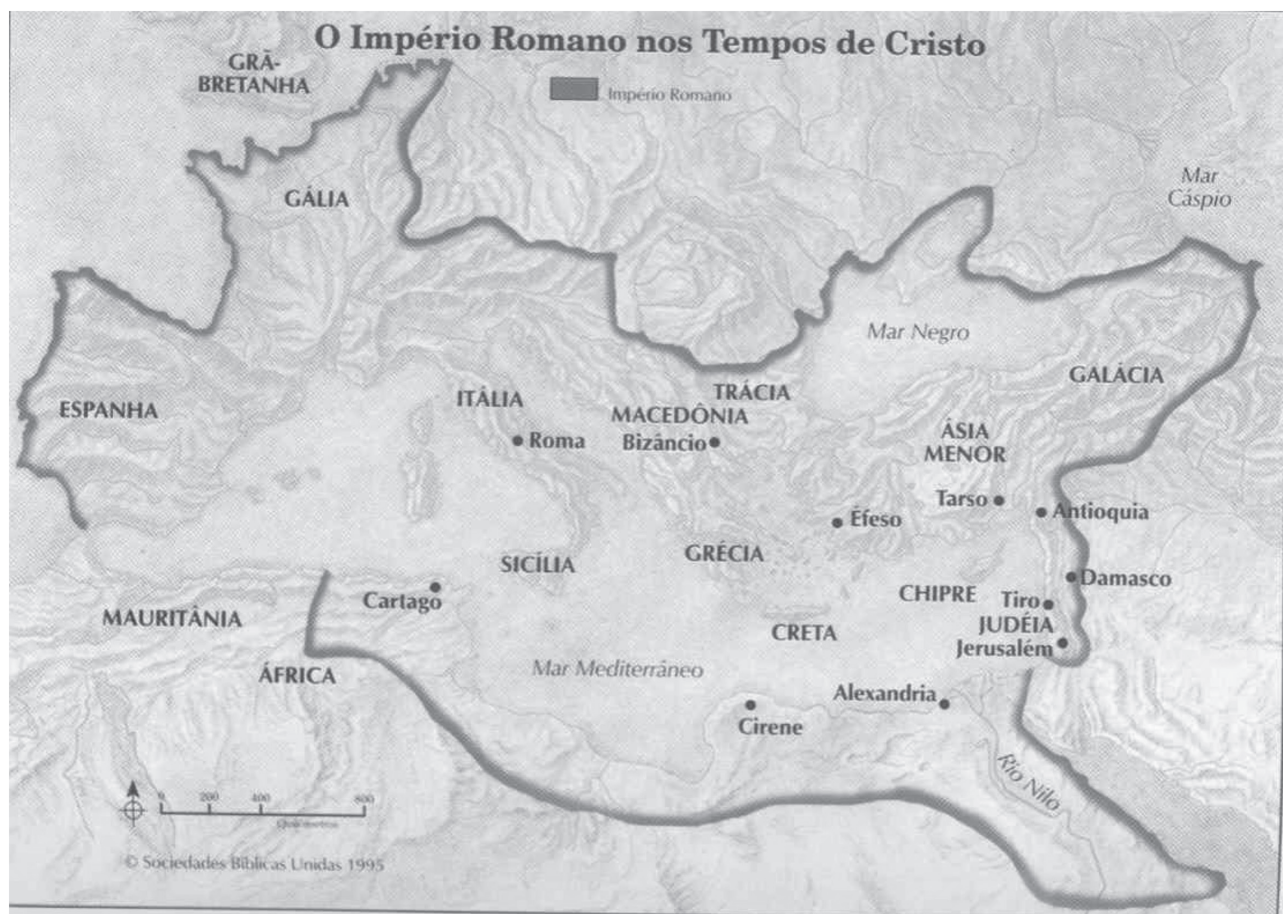 O Império Romano nos Tempos de Cristo
GRÃ-
BRETANHA
Império Romano
Mar
Cáspio
GÁLIA
Mar Negro
GALÁCIA
TRÁCIA
ITÁLIA
MACEDÔNIA
ESPANHA
Roma
Bizâncio
ÁSIA
MENOR
Tarso
Antioquia
Éfeso
GRÉCIA
SICÍLIA
Damasco
CHIPRE
Tiro
Cartago
MAURITÂNIA
JUDÉIA
CRETA
Jerusalém
Mar Mediterrâneo
ÁFRICA
Alexandria
Cirene
Rio Nilo
0 200 400 800
Quilômetros
© Sociedades Bíblicas Unidas 1995